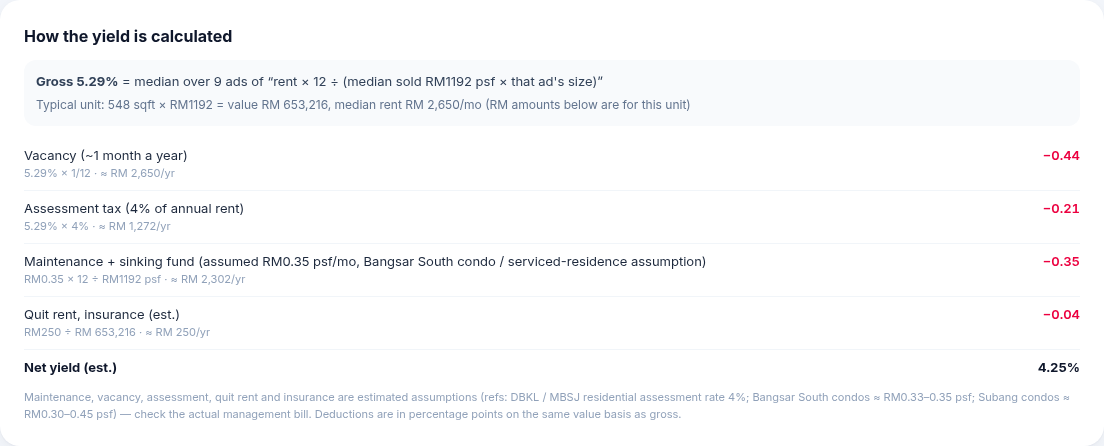 How the yield is calculated
Gross 5.29% = median over 9 ads of “rent × 12 ÷ (median sold RM1192 psf × that ad's size)”
Typical unit: 548 sqft × RM1192 = value RM 653,216, median rent RM 2,650/mo (RM amounts below are for this unit)
Vacancy (~1 month a year) −0.44
5.29% × 1/12 · ≈ RM 2,650/yr
Assessment tax (4% of annual rent) −0.21
5.29% × 4% · ≈ RM 1,272/yr
Maintenance + sinking fund (assumed RM0.35 psf/mo, Bangsar South condo / serviced-residence assumption) −0.35
RM0.35 × 12 ÷ RM1192 psf · ≈ RM 2,302/yr
Quit rent, insurance (est.) −0.04
RM250 ÷ RM 653,216 · ≈ RM 250/yr
Net yield (est.) 4.25%
Maintenance, vacancy, assessment, quit rent and insurance are estimated assumptions (refs: DBKL / MBSJ residential assessment rate 4%; Bangsar South condos ≈ RM0.33–0.35 psf; Subang condos ≈
RM0.30–0.45 psf) — check the actual management bill. Deductions are in percentage points on the same value basis as gross.